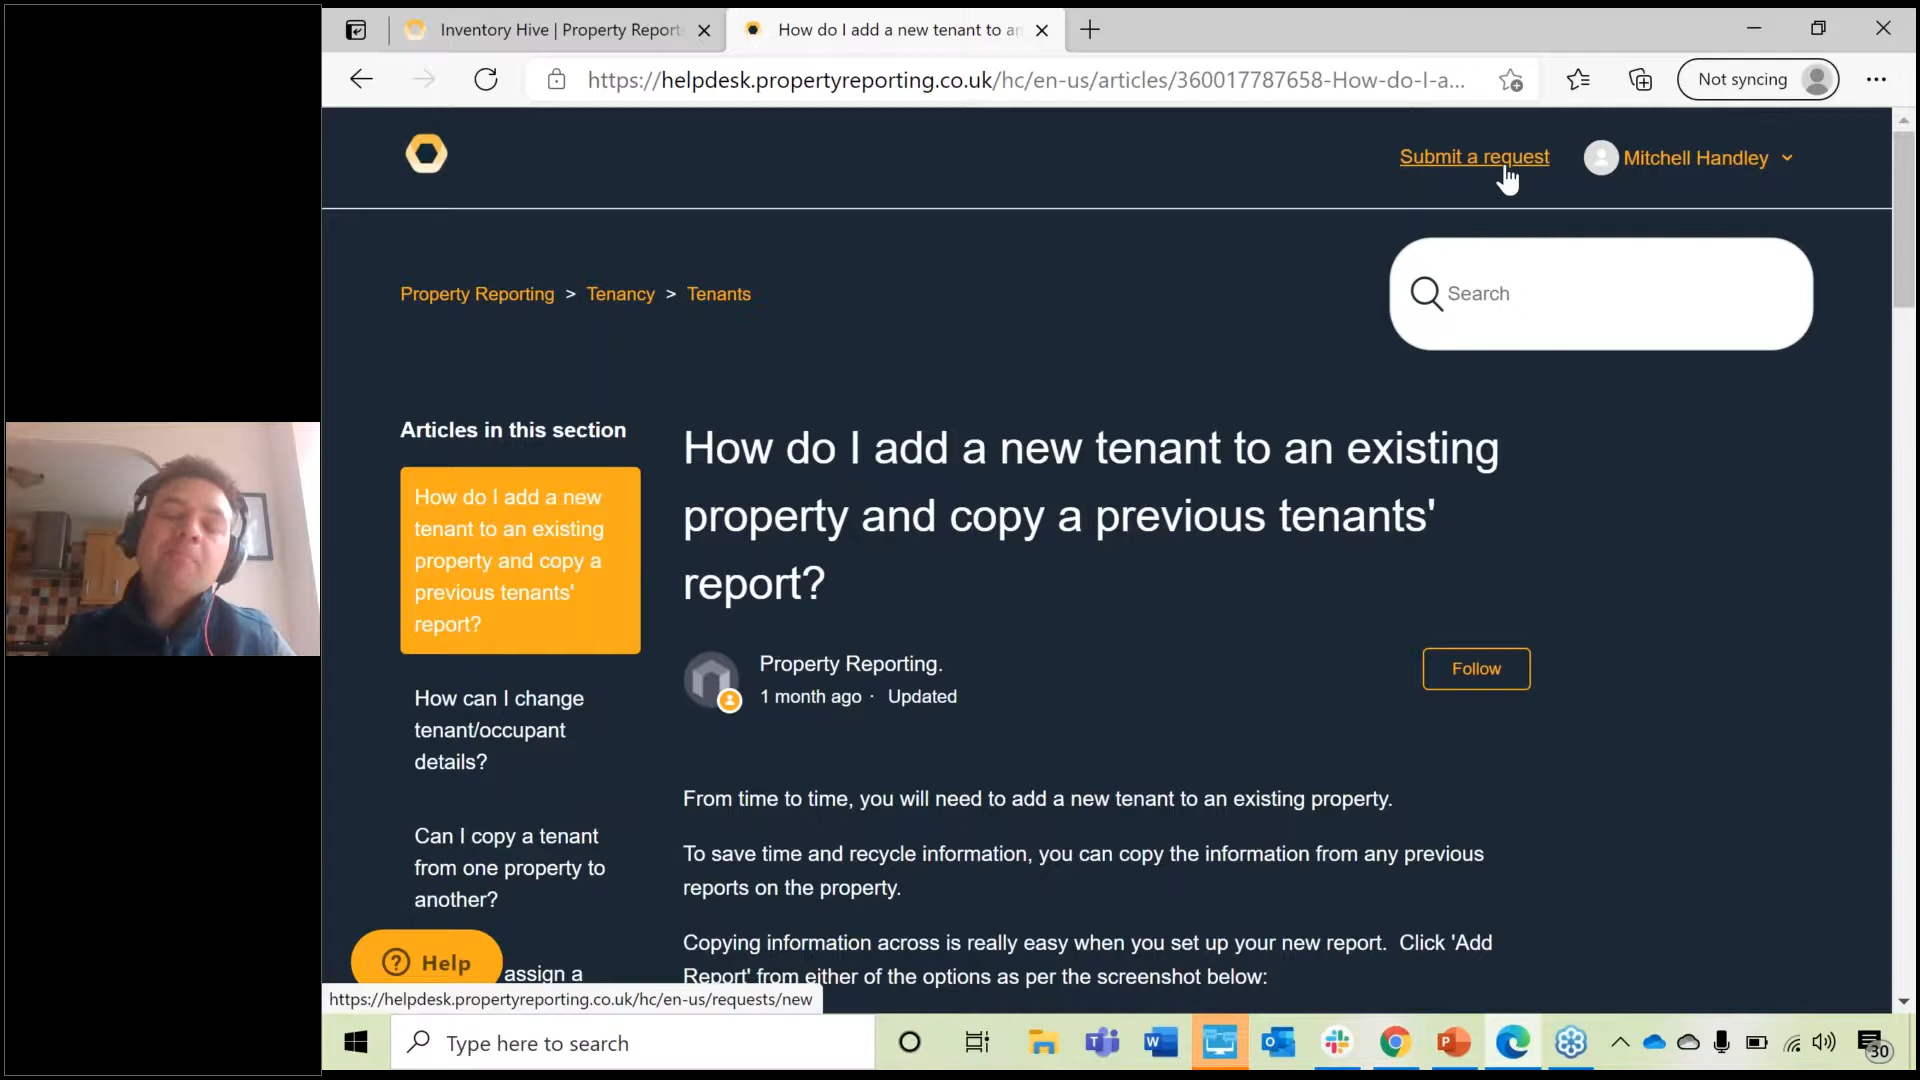 Inventory Hive | Property Report
How do I add a new tenant to an
https://helpdesk.propertyreporting.co.uk/hc/en-us/articles/360017787658-How-do-I-a...
Not syncing
Submit a request
Mitchell Handley
Property Reporting > Tenancy > Tenants
Search
Articles in this section
How do I add a new
tenant to an existing
property and copy a
previous tenants'
report?
How can I change
tenant/occupant
details?
Can I copy a tenant
from one property to
another?
assign a
Help
How do I add a new tenant to an existing
property and copy a previous tenants'
report?
Property Reporting.
1 month ago · Updated
Follow
From time to time, you will need to add a new tenant to an existing property.
To save time and recycle information, you can copy the information from any previous
reports on the property.
Copying information across is really easy when you set up your new report. Click 'Add
Report' from either of the options as per the screenshot below:
https://helpdesk.propertyreporting.co.uk/hc/en-us/requests/new
Type here to search
30